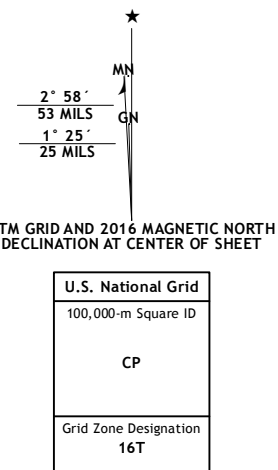 ★
MN
2° 58´
53 MILS
GN
1° 25´
25 MILS
TM GRID AND 2016 MAGNETIC NORTH
DECLINATION AT CENTER OF SHEET
U.S. National Grid
100,000-m Square ID
CP
Grid Zone Designation
16T